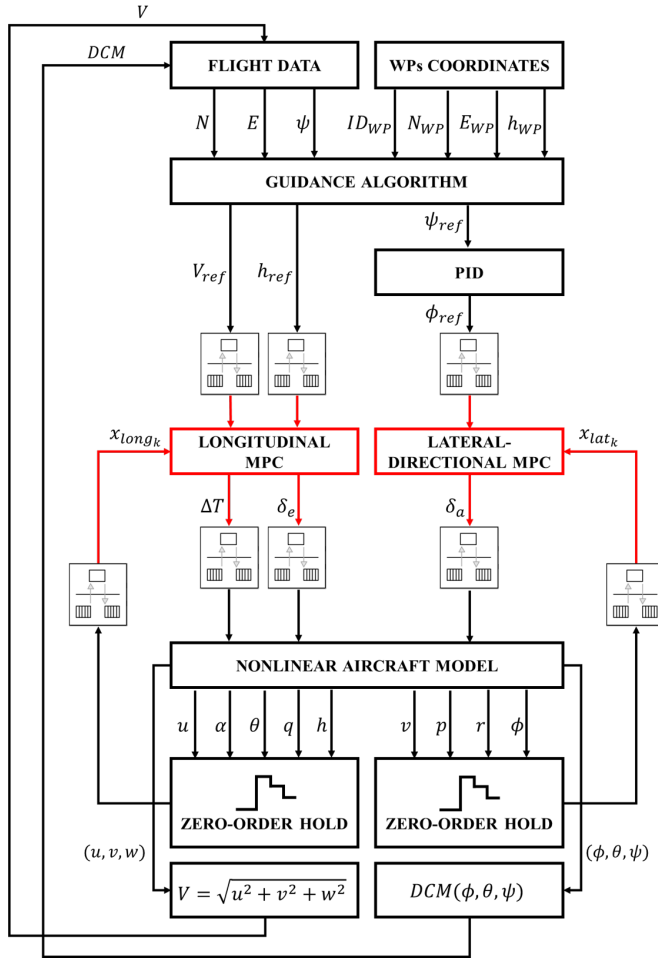 V
DCM
FLIGHT DATA
WPs COORDINATES
N E ψ ID_WP N_WP E_WP h_WP
GUIDANCE ALGORITHM
ψ_ref
V_ref h_ref
PID
ϕ_ref
x_long_k
LONGITUDINAL
MPC
LATERAL-
DIRECTIONAL MPC
x_lat_k
ΔT δ_e δ_a
NONLINEAR AIRCRAFT MODEL
u α θ q h v p r ϕ
ZERO-ORDER HOLD
ZERO-ORDER HOLD
(u, v, w)
(ϕ, θ, ψ)
V = √(u² + v² + w²)
DCM(ϕ, θ, ψ)